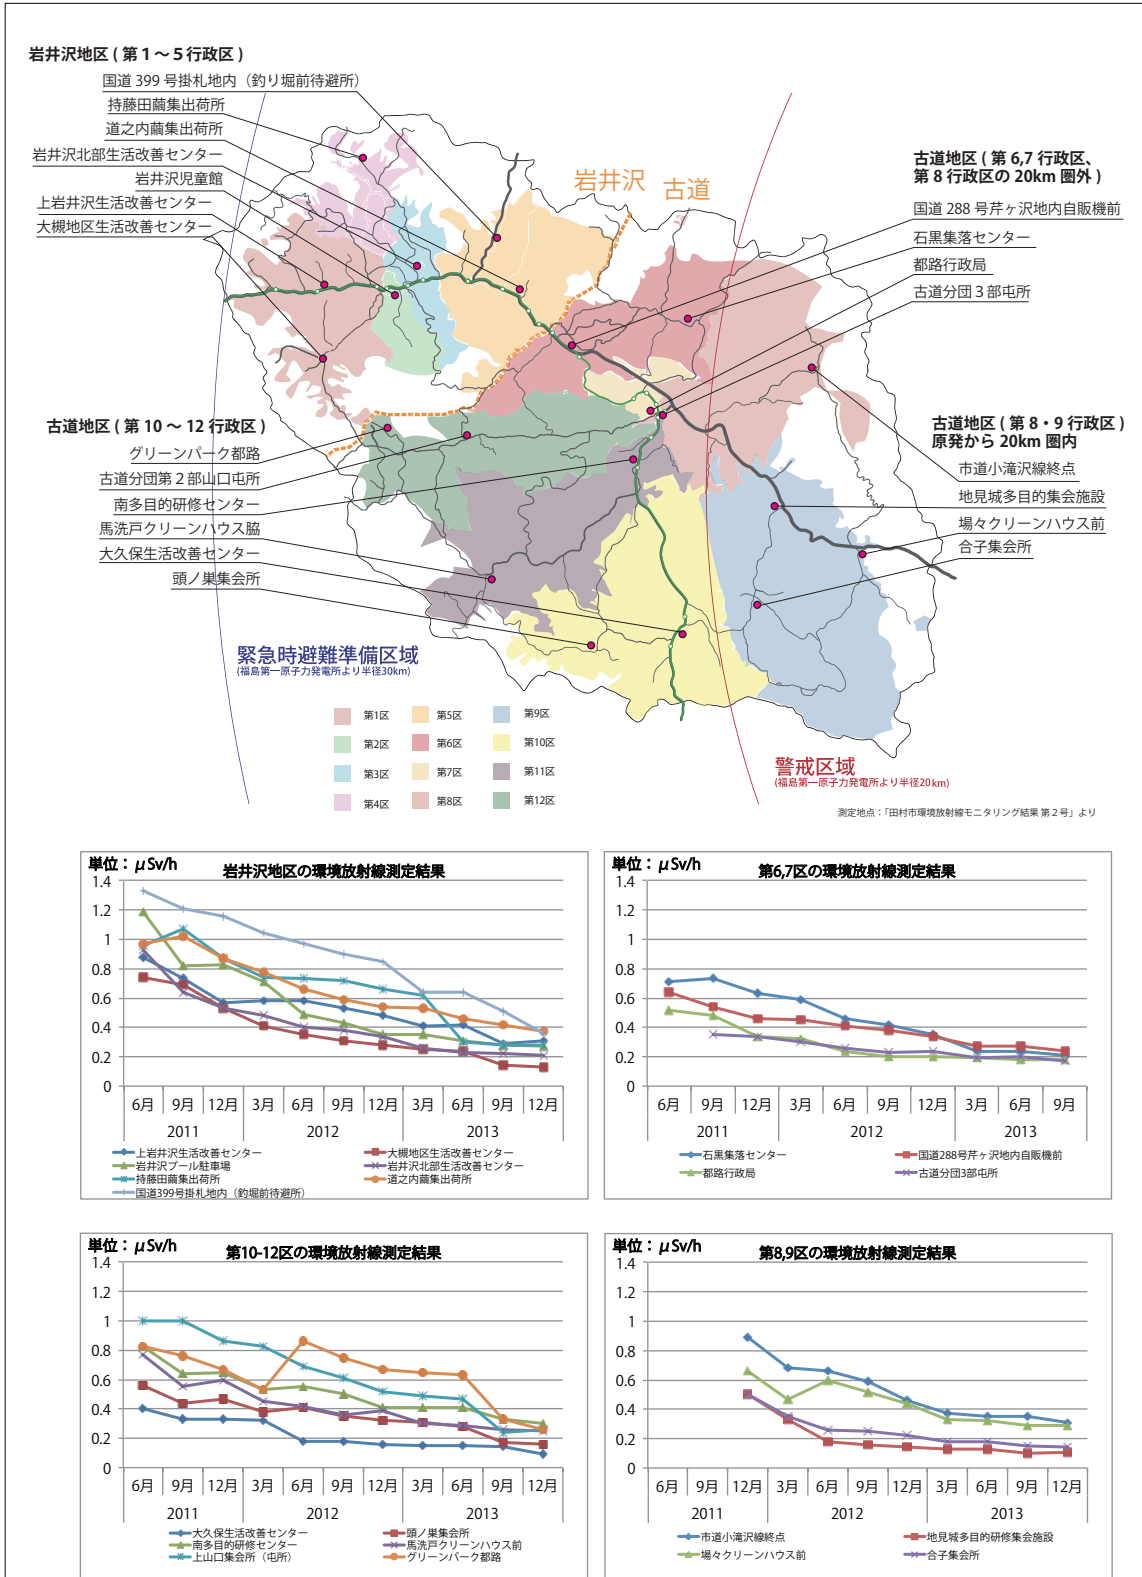 岩井沢地区 ( 第 1 ～ 5 行政区 )
国道 399 号掛札地内（釣り堀前待避所）
持藤田繭集出荷所
道之内繭集出荷所
岩井沢北部生活改善センター
岩井沢児童館
上岩井沢生活改善センター
大槻地区生活改善センター
岩井沢
古道
古道地区 ( 第 6,7 行政区、
第 8 行政区の 20km 圏外 )
国道 288 号芹ヶ沢地内自販機前
石黒集落センター
都路行政局
古道分団 3 部屯所
古道地区 ( 第 10 ～ 12 行政区 )
グリーンパーク都路
古道分団第 2 部山口屯所
南多目的研修センター
馬洗戸クリーンハウス脇
大久保生活改善センター
頭ノ巣集会所
古道地区 ( 第 8・9 行政区 )
原発から 20km 圏内
市道小滝沢線終点
地見城多目的集会施設
場々クリーンハウス前
合子集会所
緊急時避難準備区域
(福島第一原子力発電所より半径30km)
第1区 第5区 第9区
第2区 第6区 第10区
第3区 第7区 第11区
第4区 第8区 第12区
警戒区域
(福島第一原子力発電所より半径20km)
測定地点：「田村市環境放射線モニタリング結果 第２号」より
単位：μSv/h
岩井沢地区の環境放射線測定結果
1.4
1.2
1
0.8
0.6
0.4
0.2
0
6月 9月 12月 3月 6月 9月 12月 3月 6月 9月 12月
2011 2012 2013
上岩井沢生活改善センター 大槻地区生活改善センター
岩井沢プール駐車場 岩井沢北部生活改善センター
持藤田繭集出荷所 道之内繭集出荷所
国道399号掛札地内（釣堀前待避所）
単位：μSv/h
第6,7区の環境放射線測定結果
1.4
1.2
1
0.8
0.6
0.4
0.2
0
6月 9月 12月 3月 6月 9月 12月 3月 6月 9月
2011 2012 2013
石黒集落センター 国道288号芹ヶ沢地内自販機前
都路行政局 古道分団3部屯所
単位：μSv/h
第10-12区の環境放射線測定結果
1.4
1.2
1
0.8
0.6
0.4
0.2
0
6月 9月 12月 3月 6月 9月 12月 3月 6月 9月 12月
2011 2012 2013
大久保生活改善センター 頭ノ巣集会所
南多目的研修センター 馬洗戸クリーンハウス前
上山口集会所（屯所） グリーンパーク都路
単位：μSv/h
第8,9区の環境放射線測定結果
1.4
1.2
1
0.8
0.6
0.4
0.2
0
6月 9月 12月 3月 6月 9月 12月 3月 6月 9月 12月
2011 2012 2013
市道小滝沢線終点 地見城多目的研修集会施設
場々クリーンハウス前 合子集会所